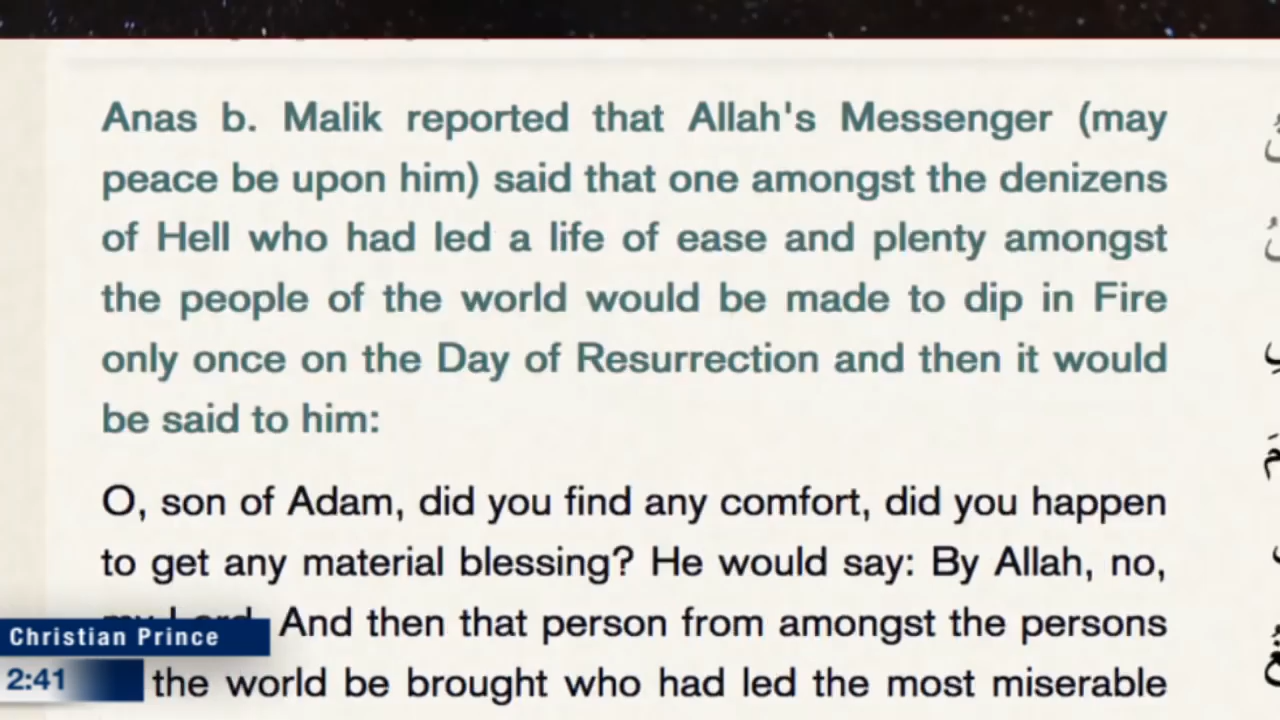 Anas b. Malik reported that Allah's Messenger (may
peace be upon him) said that one amongst the denizens
of Hell who had led a life of ease and plenty amongst
the people of the world would be made to dip in Fire
only once on the Day of Resurrection and then it would
be said to him:
O, son of Adam, did you find any comfort, did you happen
to get any material blessing? He would say: By Allah, no,
my Lord. And then that person from amongst the persons
the world be brought who had led the most miserable
Christian Prince
2:41